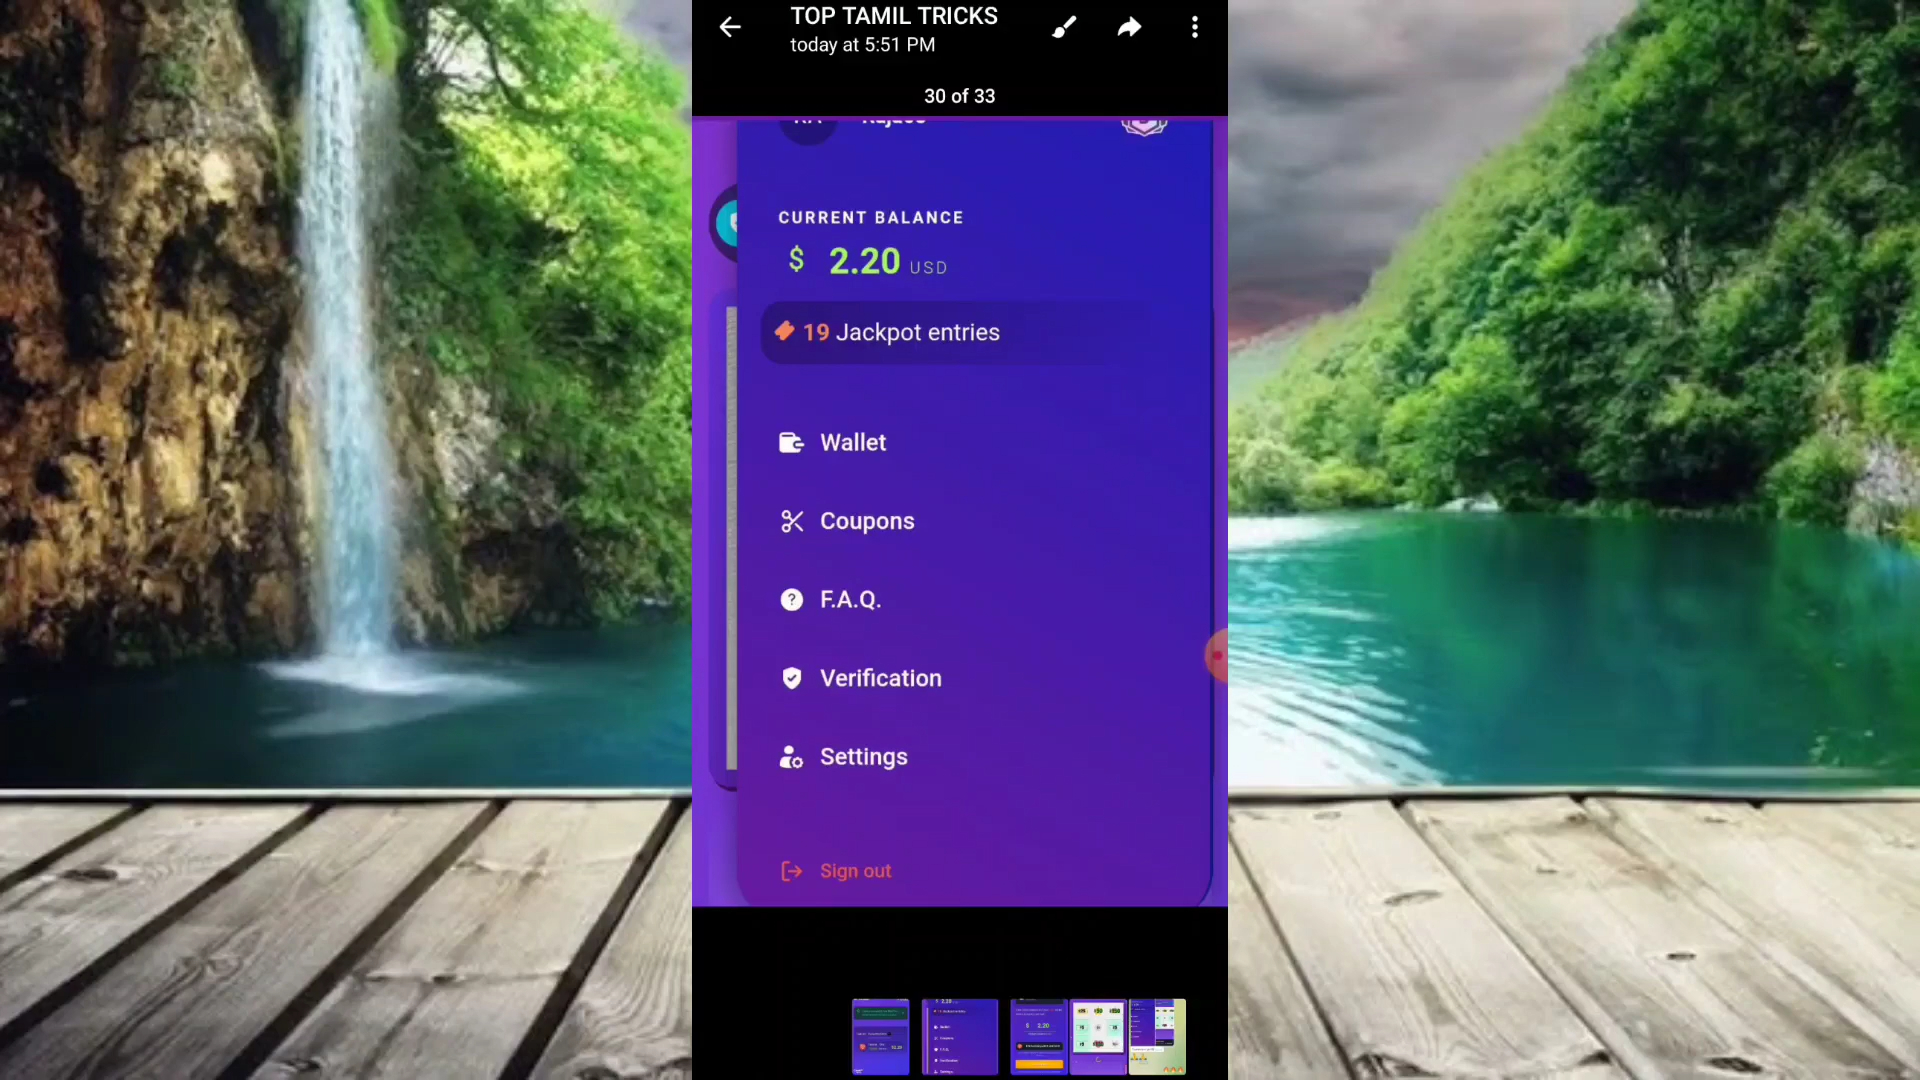 TOP TAMIL TRICKS
today at 5:51 PM
30 of 33
CURRENT BALANCE
$ 2.20 USD
19 Jackpot entries
Wallet
Coupons
F.A.Q.
Verification
Settings
Sign out